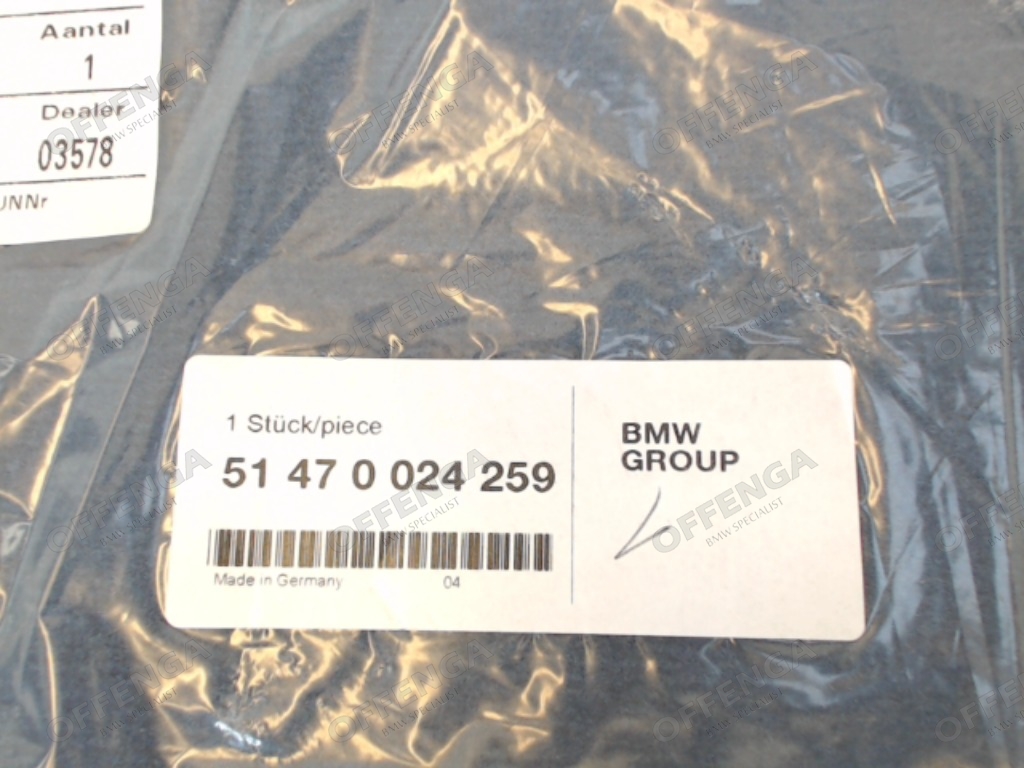 Aantal
1
Dealer
03578
UNNr
1 Stück/piece
51 47 0 024 259
Made in Germany
04
BMW
GROUP
OFFENGA
BMW SPECIALIST